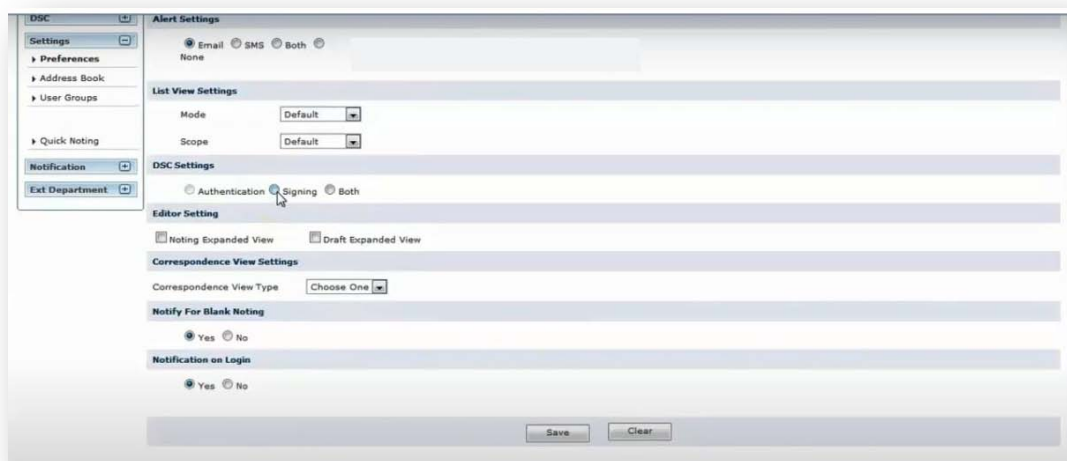 DSC
Settings
Preferences
Address Book
User Groups
Quick Noting
Notification
Ext Department
Alert Settings
Email SMS Both
None
List View Settings
Mode Default
Scope Default
DSC Settings
Authentication Signing Both
Editor Setting
Noting Expanded View Draft Expanded View
Correspondence View Settings
Correspondence View Type Choose One
Notify For Blank Noting
Yes No
Notification on Login
Yes No
Save Clear